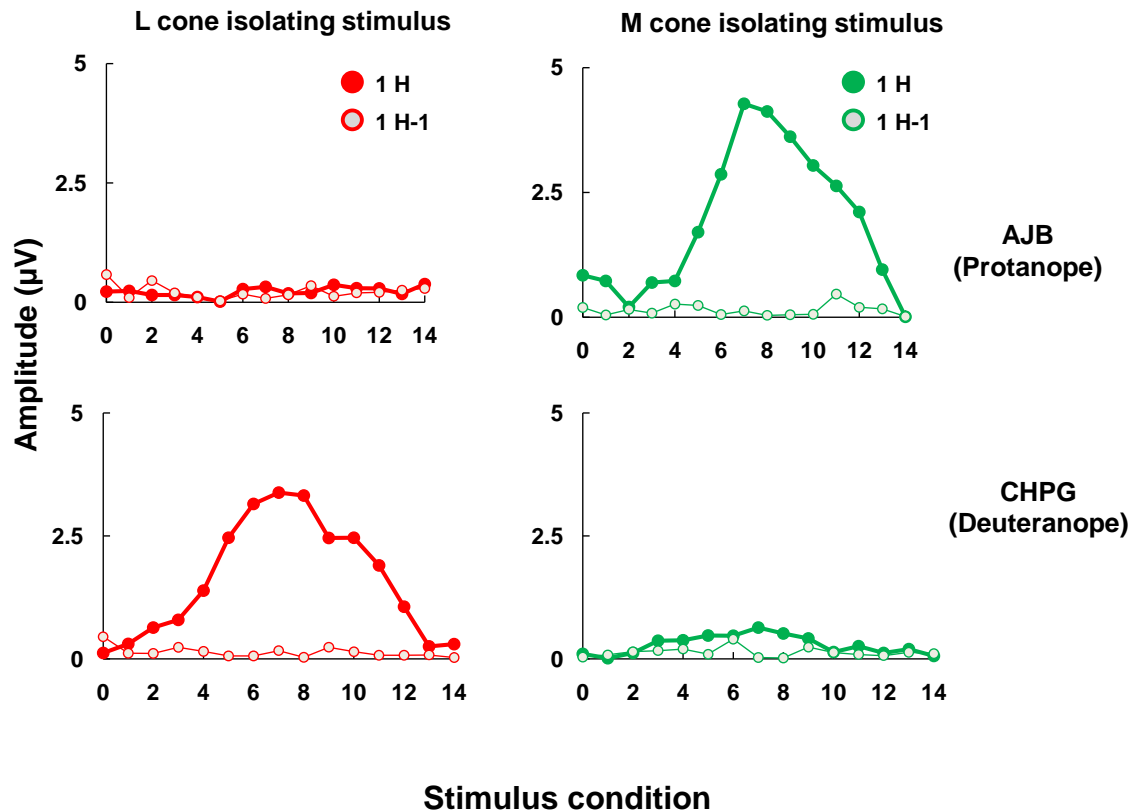 L cone isolating stimulus
M cone isolating stimulus
5
2.5
0
0 2 4 6 8 10 12 14
1 H
1 H-1
5
2.5
0
0 2 4 6 8 10 12 14
1 H
1 H-1
AJB
(Protanope)
Amplitude (µV)
5
2.5
0
0 2 4 6 8 10 12 14
5
2.5
0
0 2 4 6 8 10 12 14
CHPG
(Deuteranope)
Stimulus condition